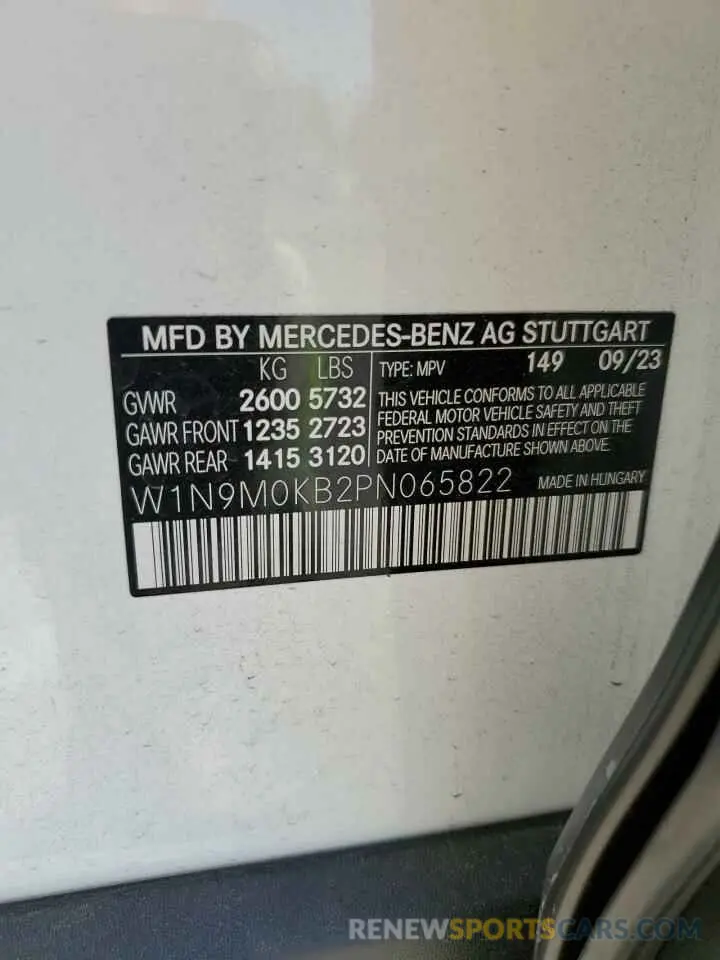 MFD BY MERCEDES-BENZ AG STUTTGART
KG LBS
GVWR 2600 5732
GAWR FRONT 1235 2723
GAWR REAR 1415 3120
TYPE: MPV 149 09/23
THIS VEHICLE CONFORMS TO ALL APPLICABLE
FEDERAL MOTOR VEHICLE SAFETY AND THEFT
PREVENTION STANDARDS IN EFFECT ON THE
DATE OF MANUFACTURE SHOWN ABOVE.
W1N9M0KB2PN065822 MADE IN HUNGARY
RENEWSPORTSCARS.COM